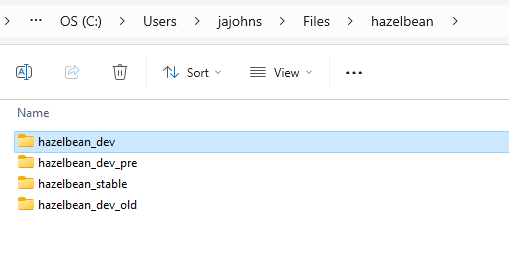 > ··· OS (C:) > Users > jajohns > Files > hazelbean >
Sort View ···
Name
hazelbean_dev
hazelbean_dev_pre
hazelbean_stable
hazelbean_dev_old